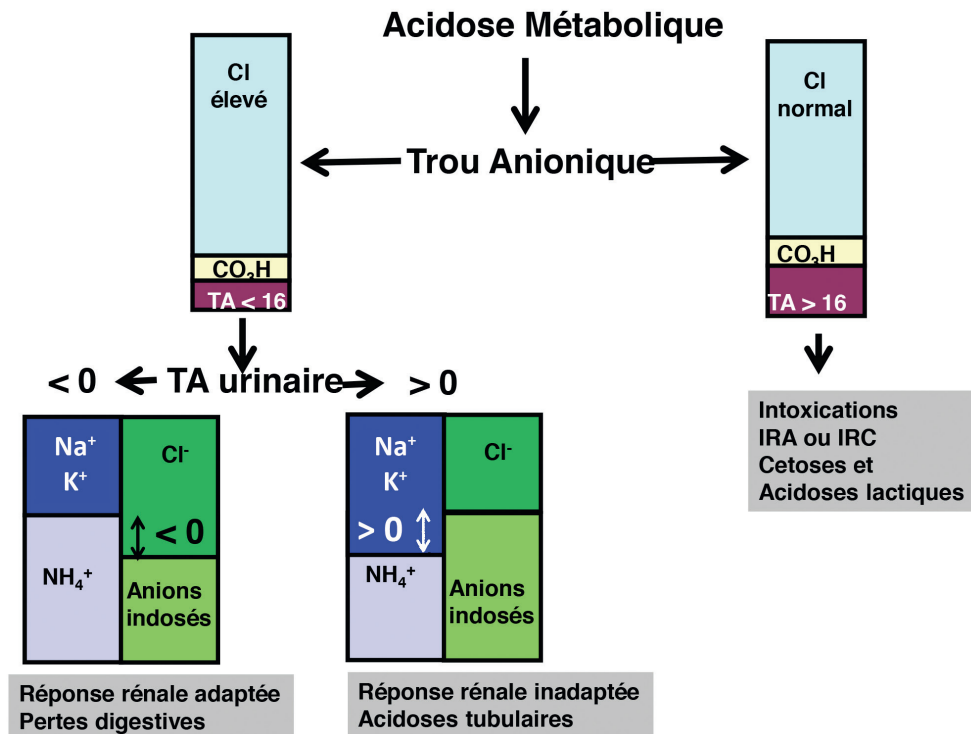 Acidose Métabolique
Cl
élevé
Cl
normal
Trou Anionique
CO₃H
TA < 16
CO₃H
TA > 16
< 0
TA urinaire
> 0
Na⁺
K⁺
Cl⁻
< 0
NH₄⁺
Anions
indosés
Na⁺
K⁺
Cl⁻
> 0
NH₄⁺
Anions
indosés
Intoxications
IRA ou IRC
Cetoses et
Acidoses lactiques
Réponse rénale adaptée
Pertes digestives
Réponse rénale inadaptée
Acidoses tubulaires